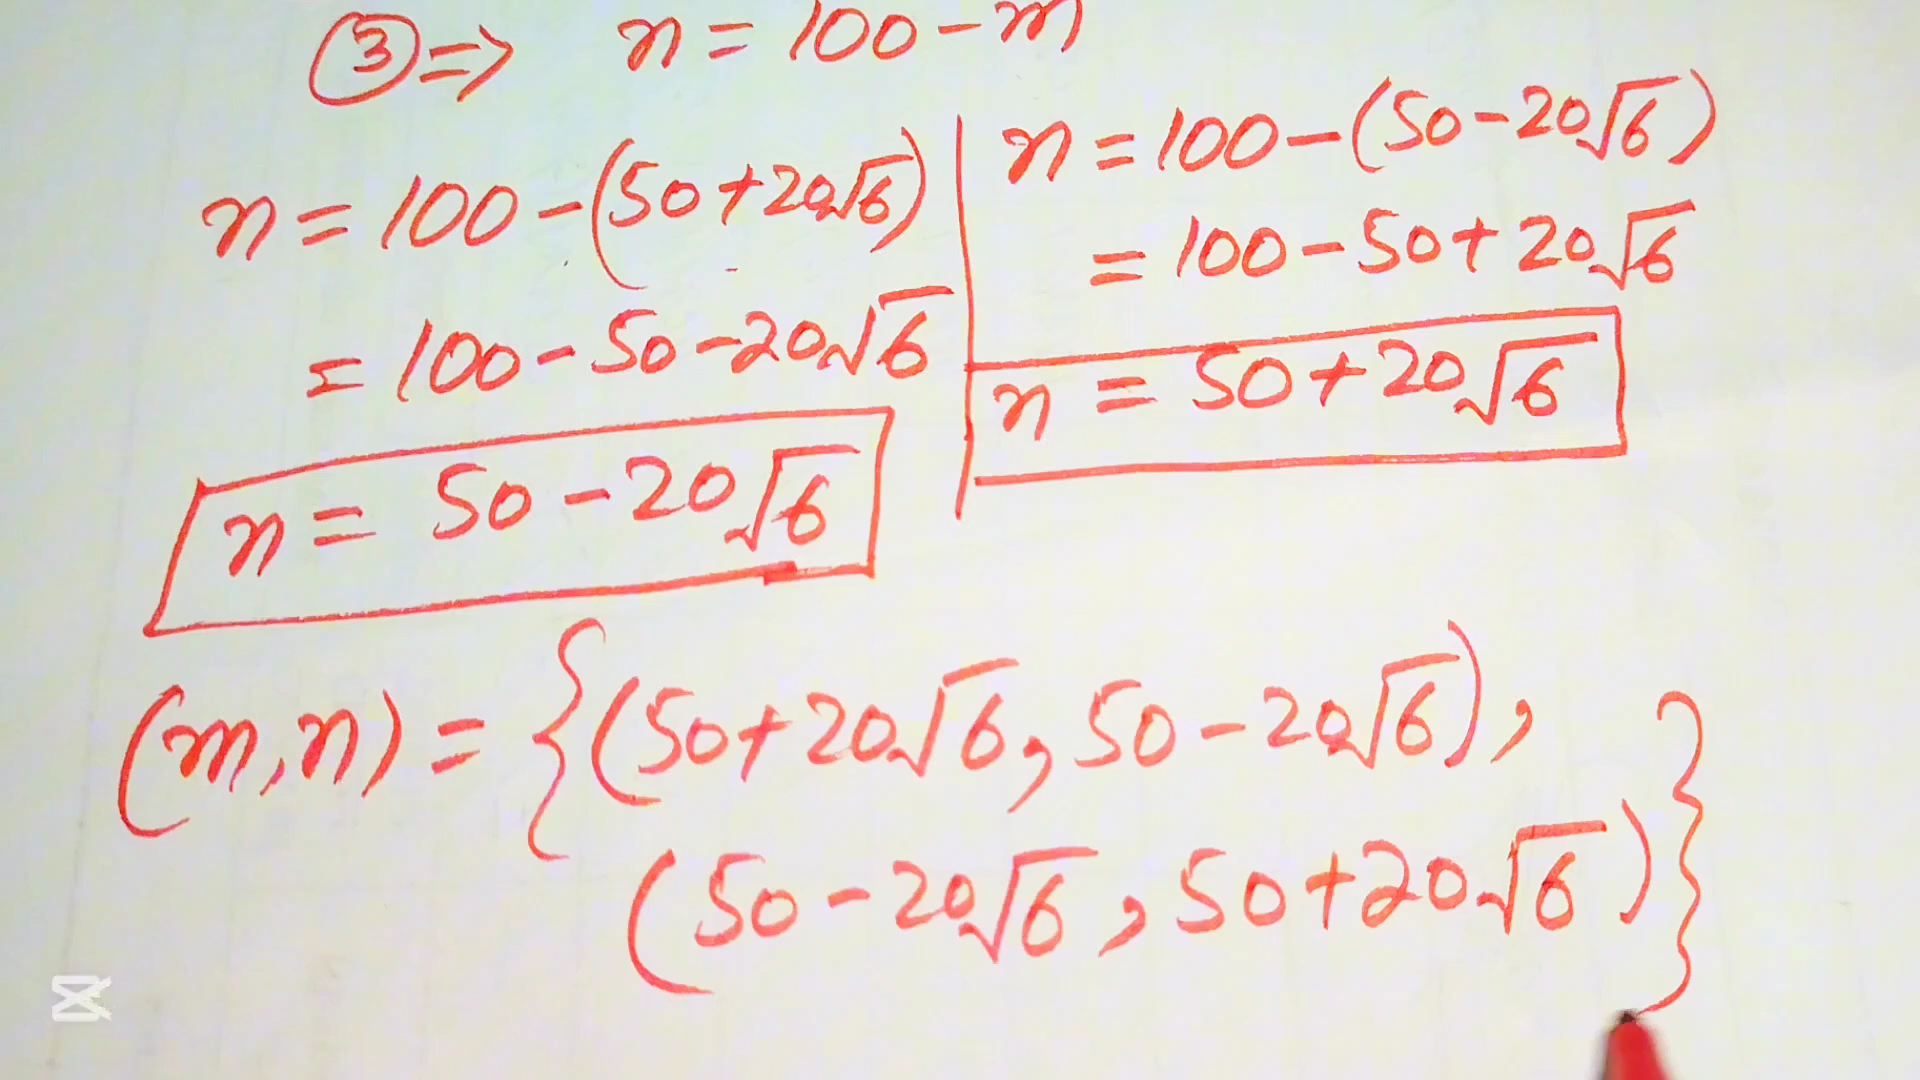 ③=> n = 100 - m
n = 100 - (50 + 20√6)
= 100 - 50 - 20√6
n = 50 - 20√6
n = 100 - (50 - 20√6)
= 100 - 50 + 20√6
n = 50 + 20√6
(m, n) = {(50 + 20√6, 50 - 20√6),
(50 - 20√6, 50 + 20√6)}